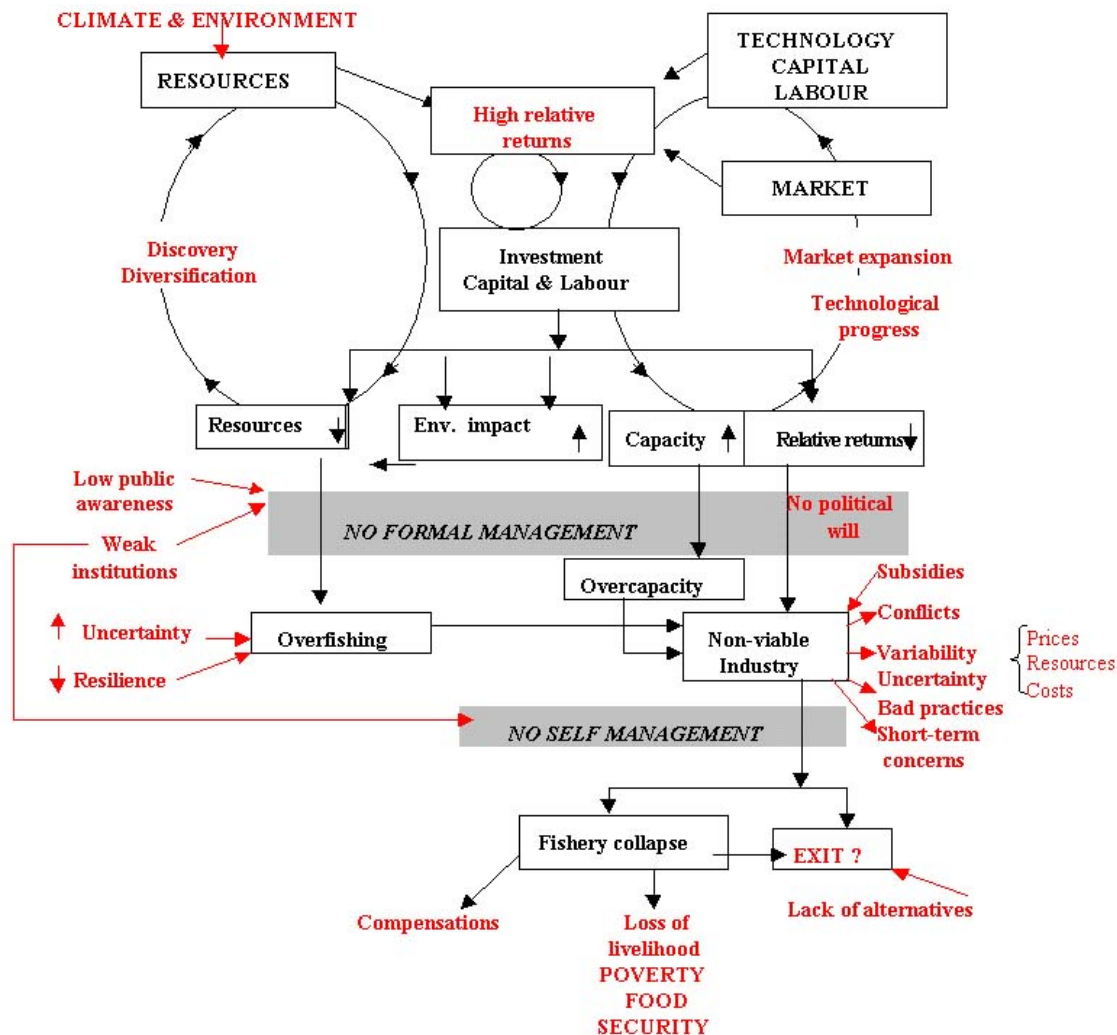 CLIMATE & ENVIRONMENT
RESOURCES
TECHNOLOGY
CAPITAL
LABOUR
High relative
returns
MARKET
Discovery
Diversification
Investment
Capital & Labour
Market expansion
Technological
progress
Resources
Env. impact
Capacity
Relative returns
Low public
awareness
No political
will
NO FORMAL MANAGEMENT
Weak
institutions
Overcapacity
Subsidies
Conflicts
Uncertainty
Overfishing
Non-viable
Industry
Variability
Uncertainty
Prices
Resources
Costs
Resilience
Bad practices
Short-term
concerns
NO SELF MANAGEMENT
Fishery collapse
EXIT ?
Compensations
Loss of
livelihood
POVERTY
FOOD
SECURITY
Lack of alternatives